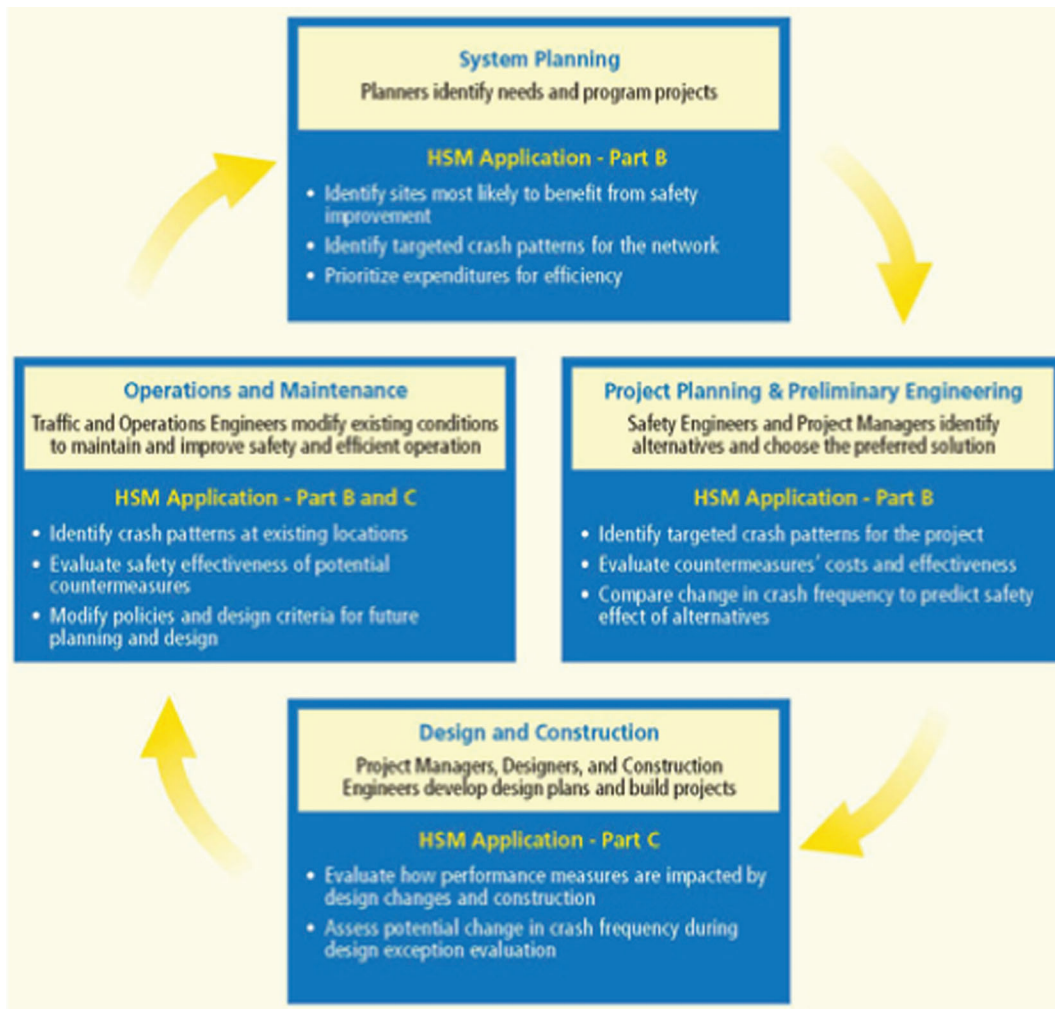 System Planning
Planners identify needs and program projects
HSM Application - Part B
• Identify sites most likely to benefit from safety
improvement
• Identify targeted crash patterns for the network
• Prioritize expenditures for efficiency
Operations and Maintenance
Traffic and Operations Engineers modify existing conditions
to maintain and improve safety and efficient operation
HSM Application - Part B and C
• Identify crash patterns at existing locations
• Evaluate safety effectiveness of potential
countermeasures
• Modify policies and design criteria for future
planning and design
Project Planning & Preliminary Engineering
Safety Engineers and Project Managers identify
alternatives and choose the preferred solution
HSM Application - Part B
• Identify targeted crash patterns for the project
• Evaluate countermeasures' costs and effectiveness
• Compare change in crash frequency to predict safety
effect of alternatives
Design and Construction
Project Managers, Designers, and Construction
Engineers develop design plans and build projects
HSM Application - Part C
• Evaluate how performance measures are impacted by
design changes and construction
• Assess potential change in crash frequency during
design exception evaluation